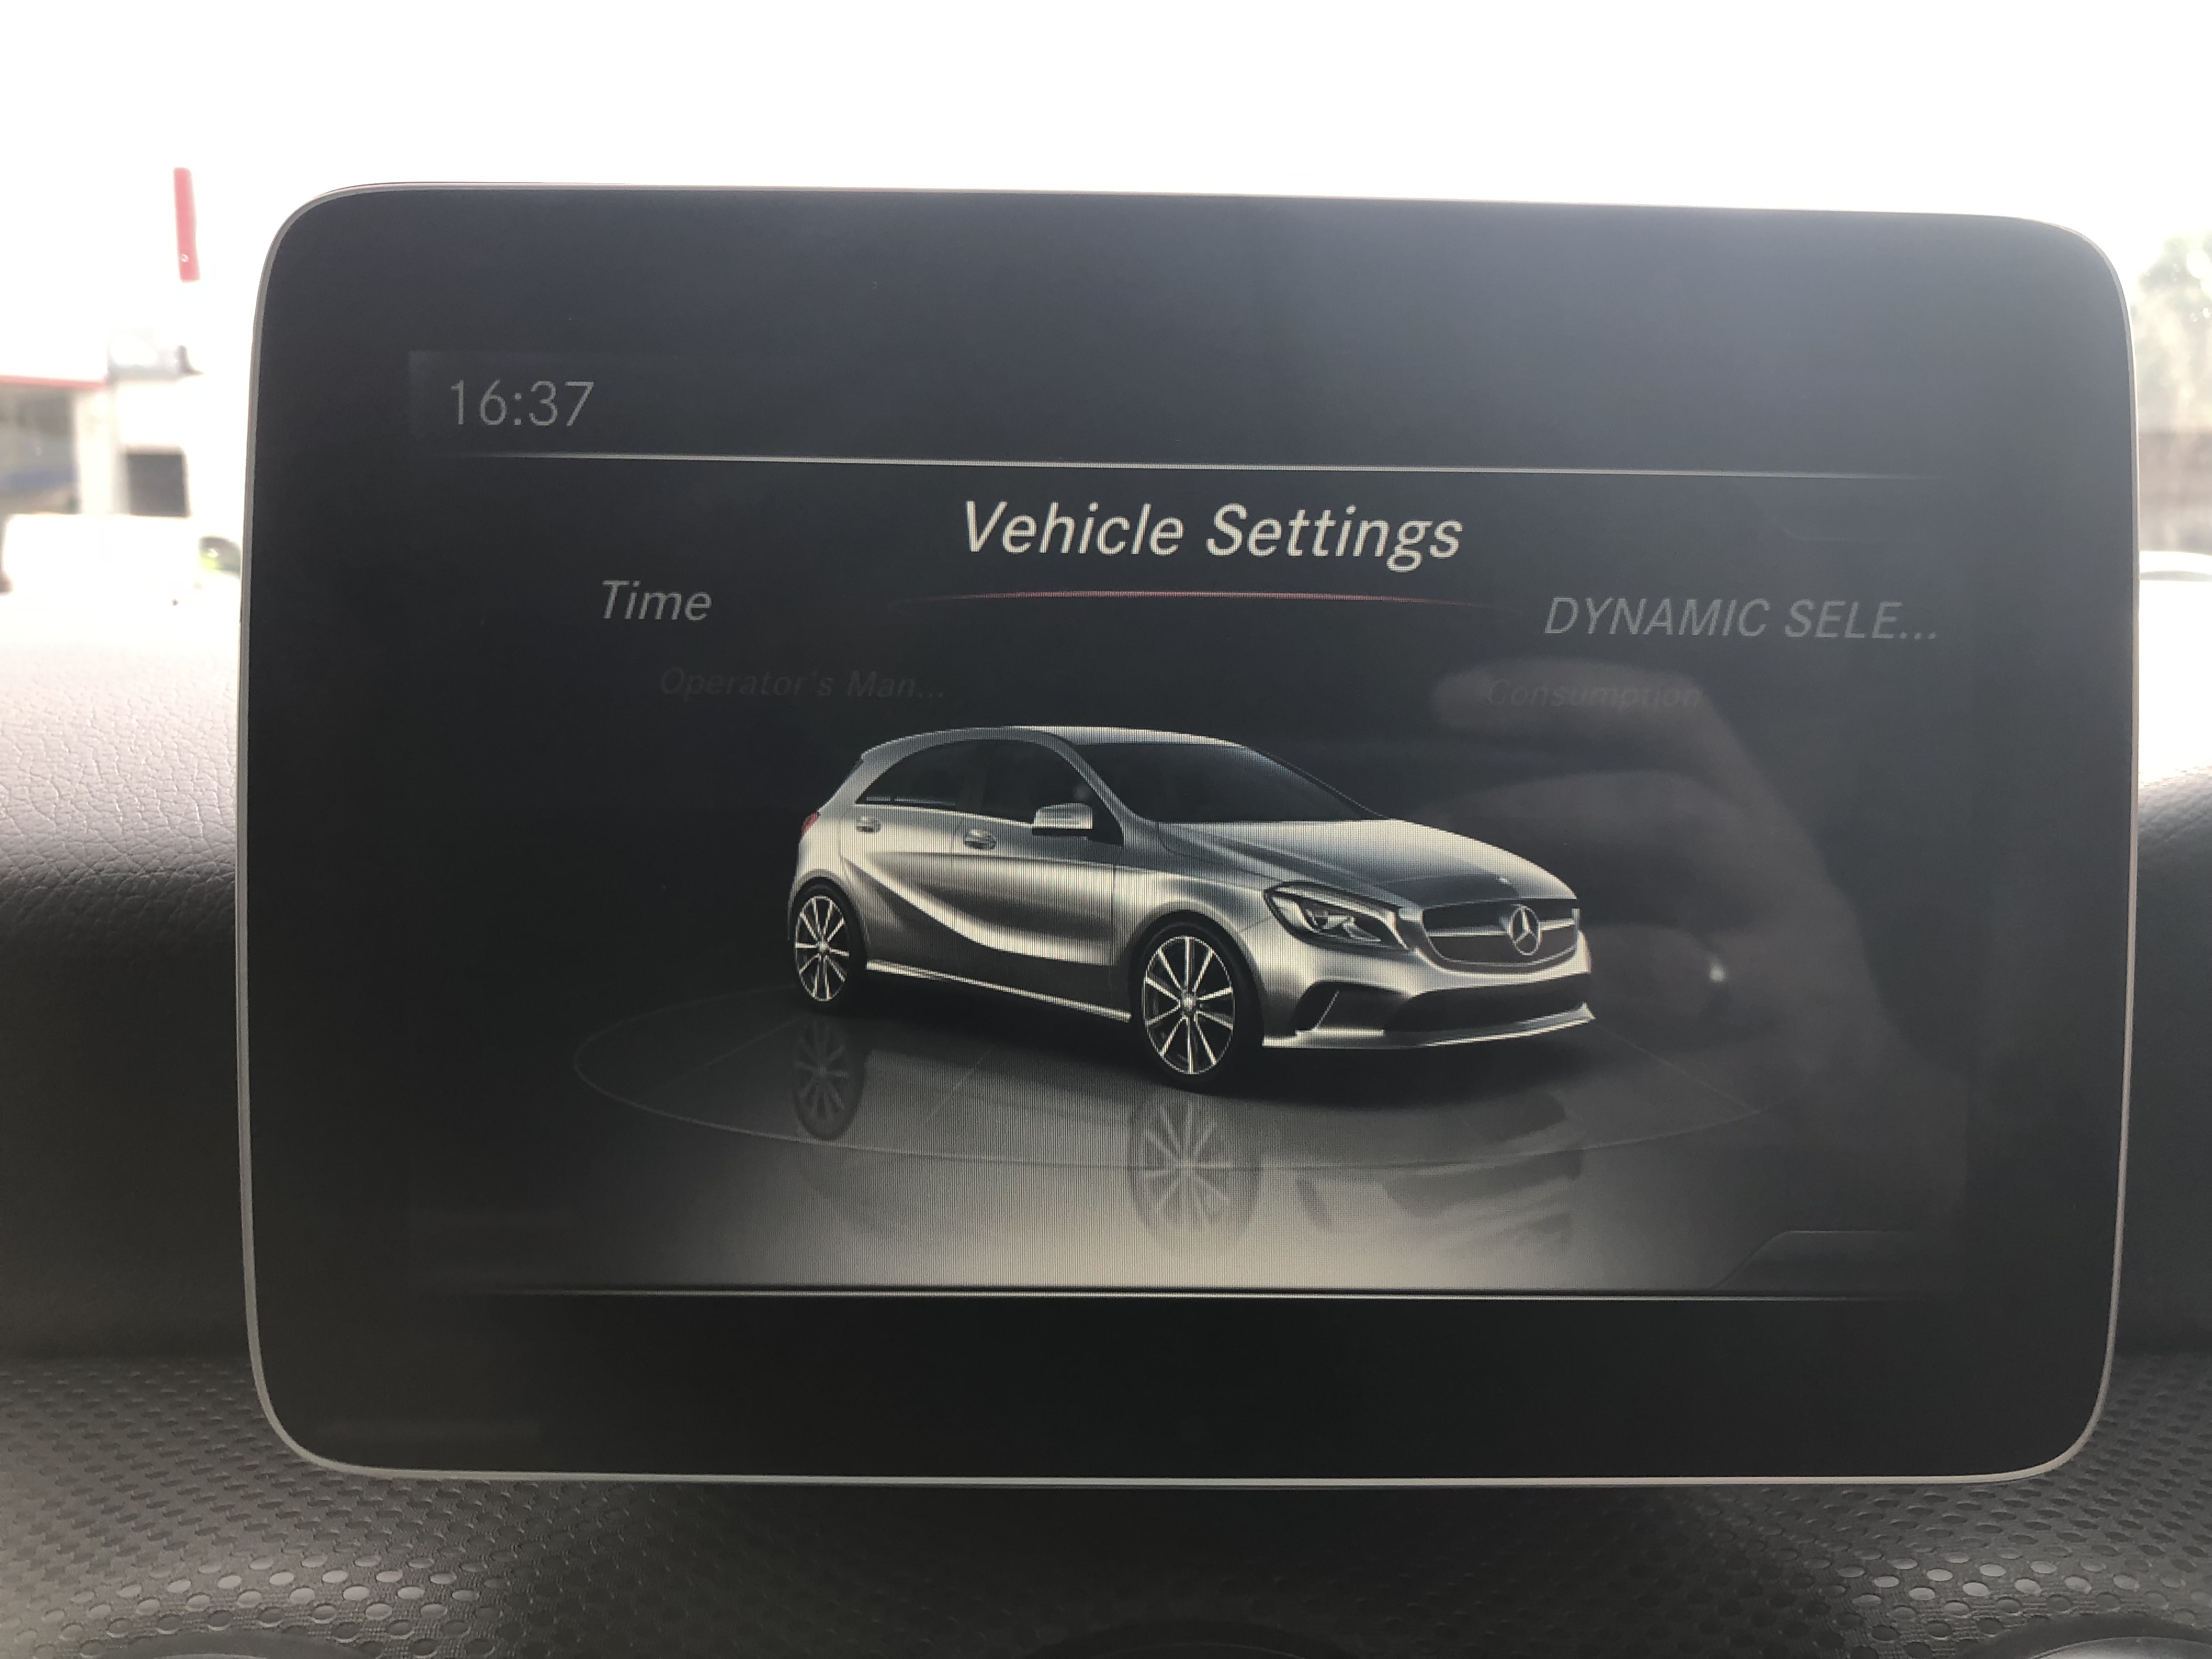 16:37
Vehicle Settings
Time
DYNAMIC SELE...
Operator's Man...
Consumption